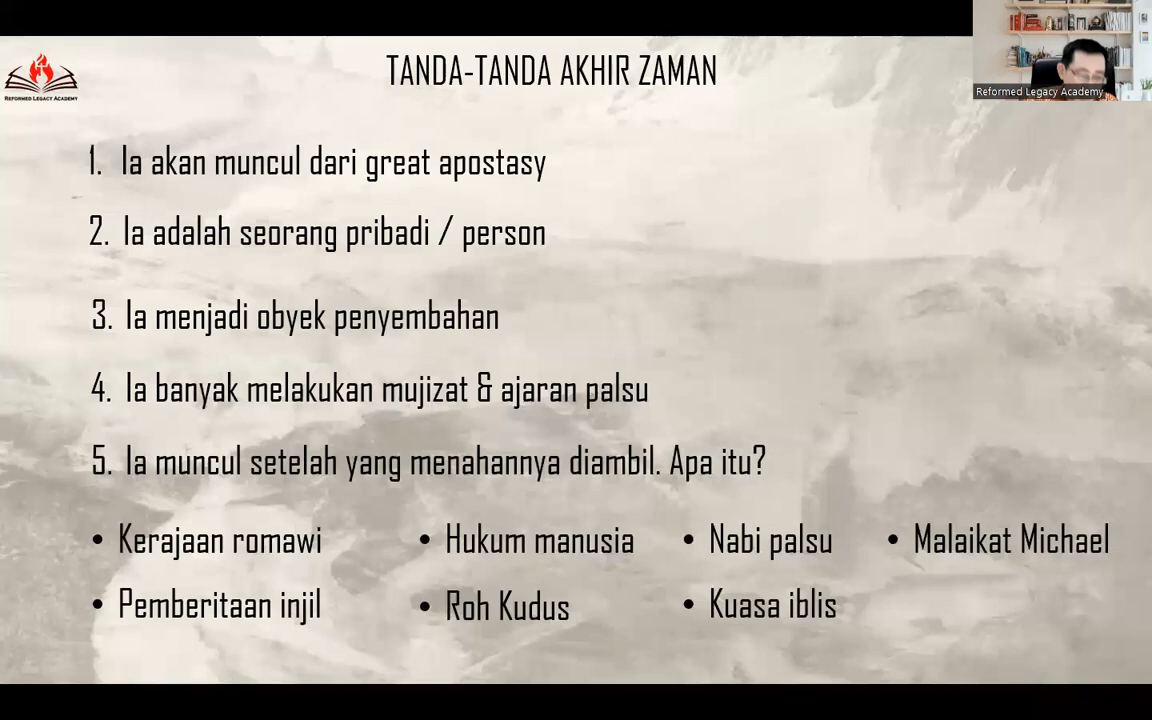 TANDA-TANDA AKHIR ZAMAN
REFORMED LEGACY ACADEMY
Reformed Legacy Academy
1. Ia akan muncul dari great apostasy
2. Ia adalah seorang pribadi / person
3. Ia menjadi obyek penyembahan
4. Ia banyak melakukan mujizat & ajaran palsu
5. Ia muncul setelah yang menahannya diambil. Apa itu?
• Kerajaan romawi
• Hukum manusia
• Nabi palsu
• Malaikat Michael
• Pemberitaan injil
• Roh Kudus
• Kuasa iblis